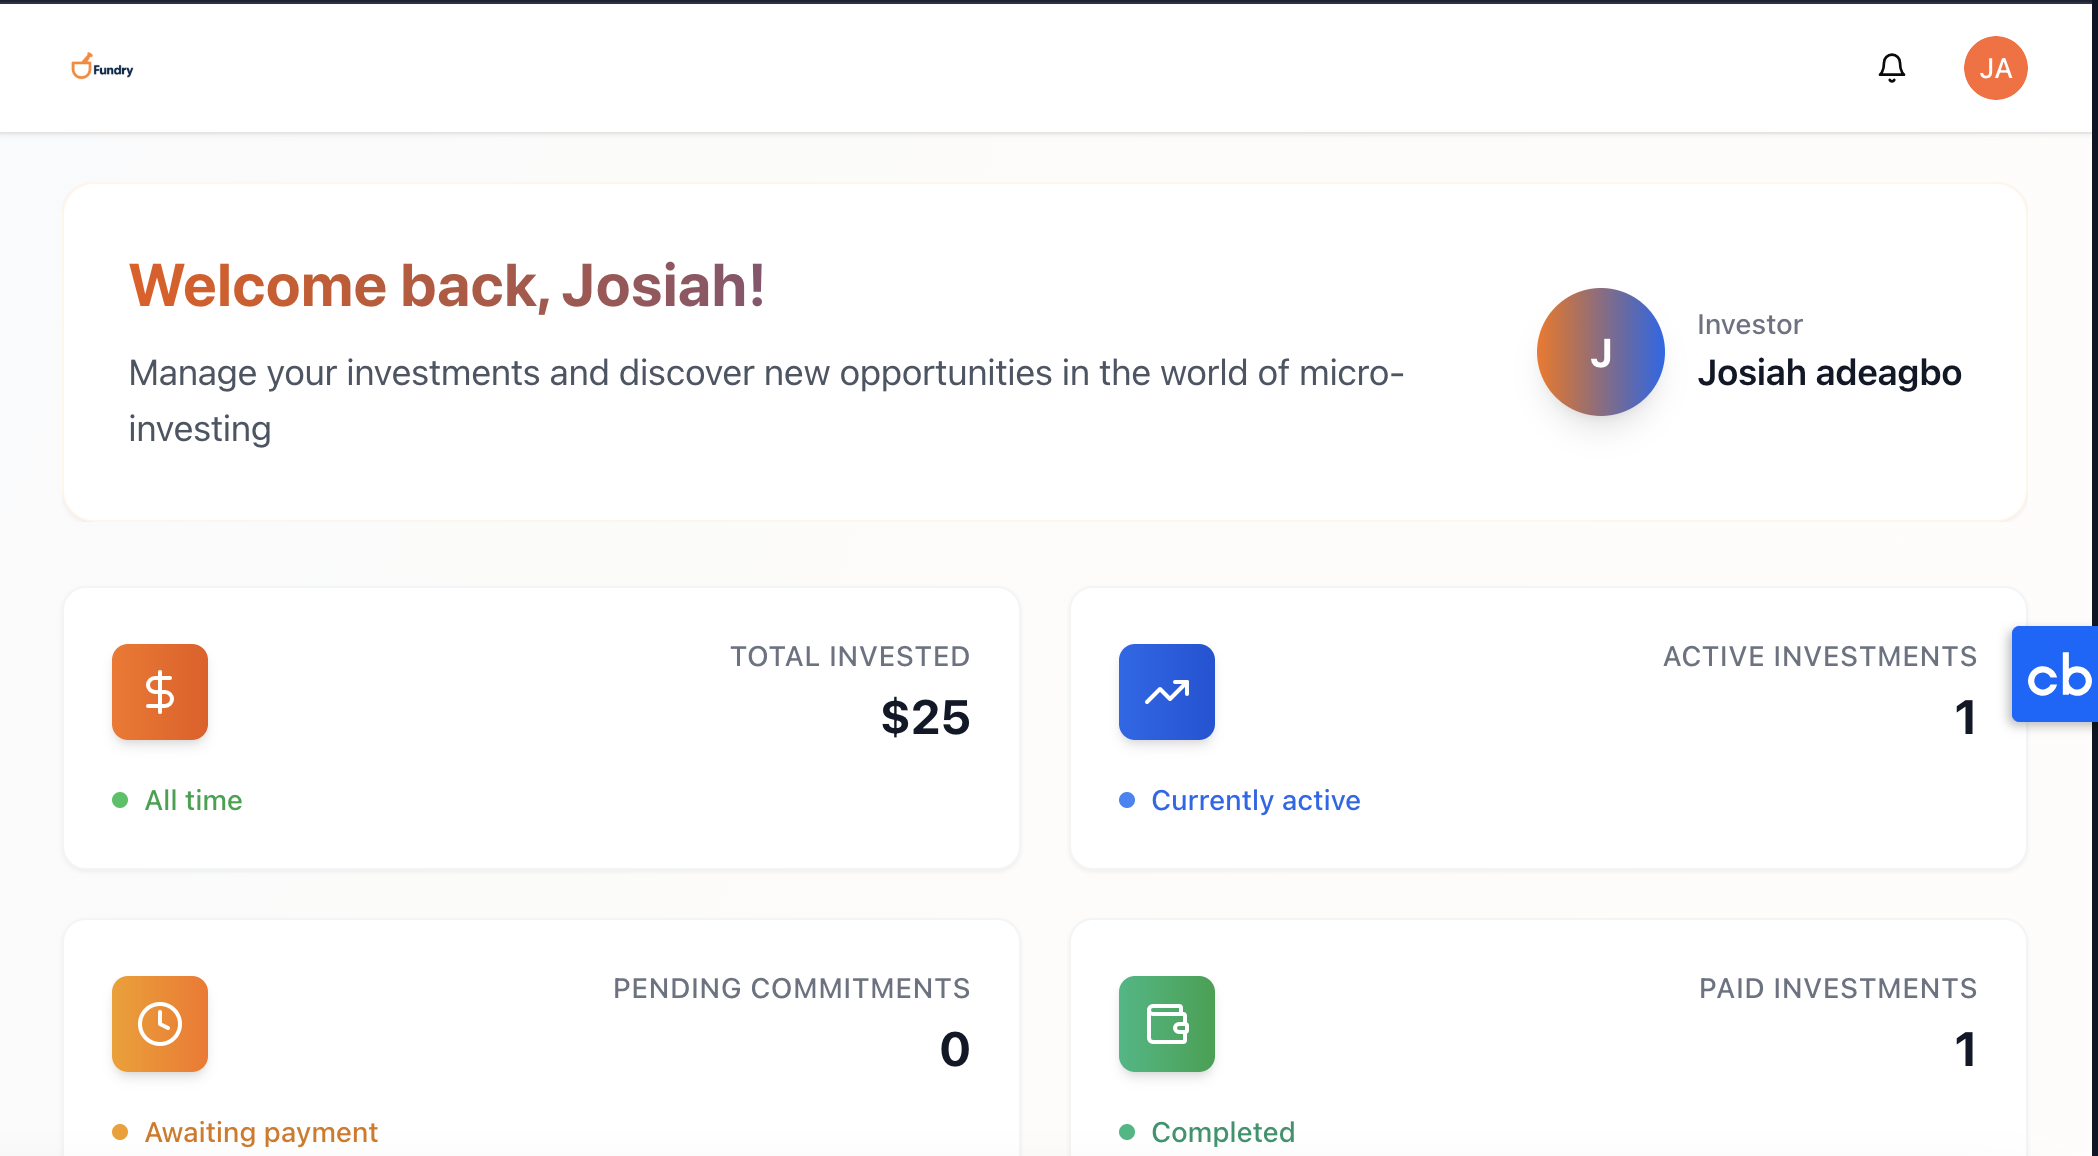 Fundry
JA
Welcome back, Josiah!
Manage your investments and discover new opportunities in the world of micro-
investing
J
Investor
Josiah adeagbo
TOTAL INVESTED
$25
All time
ACTIVE INVESTMENTS
1
Currently active
cb
PENDING COMMITMENTS
0
Awaiting payment
PAID INVESTMENTS
1
Completed